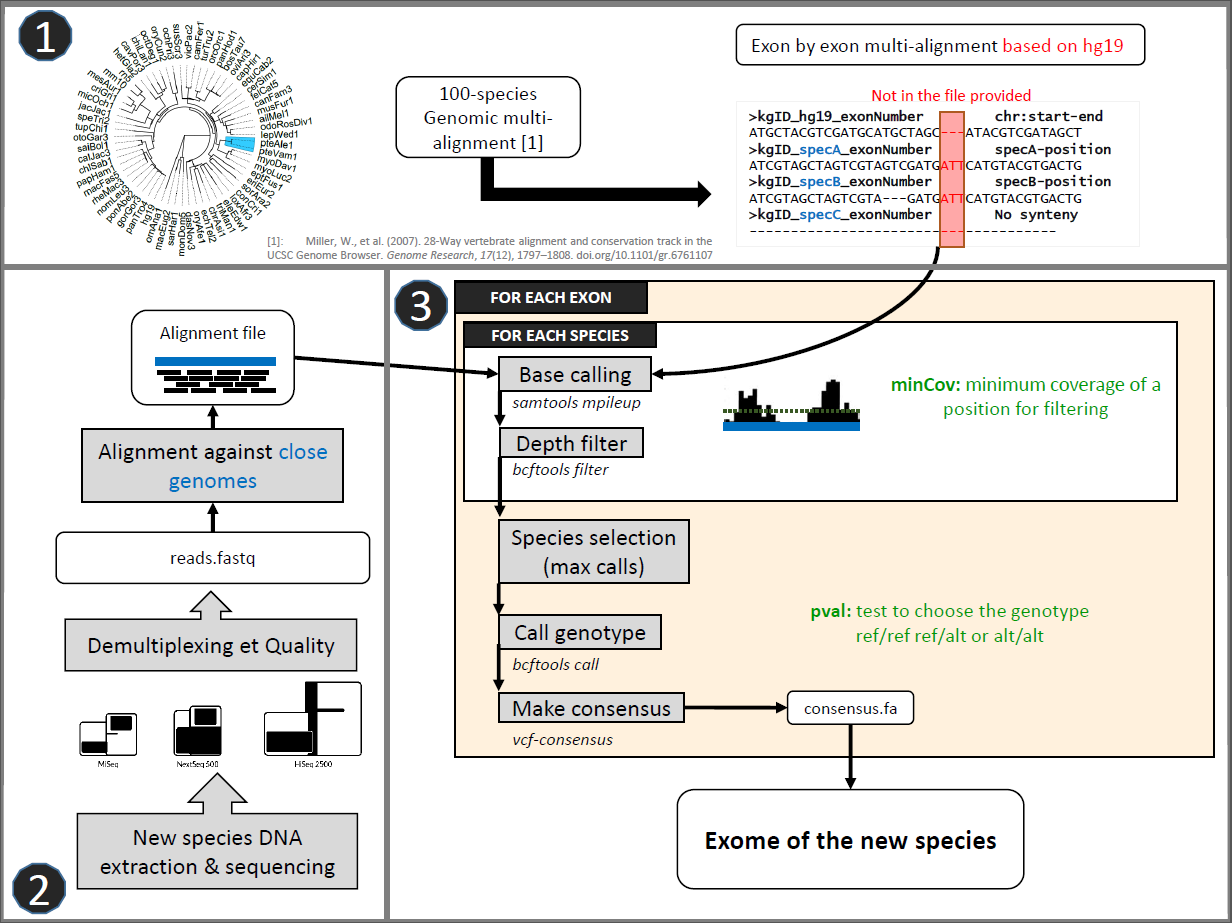 1
vicPac2
camFer1
turTru2
orcOrc1
panHod1
bosTau7
oviAri3
capHir1
equCab2
cerSim1
felCat5
canFam3
musFur1
ailMel1
odoRosDiv1
lepWed1
pteAle1
pteVam1
myoDav1
myoLuc2
eptFus1
eriEur2
sorAra2
conCri1
loxAfr3
eleEdw1
triMan1
chrAsi1
echTel2
oryAfe1
dasNov3
monDom5
sarHar1
macEug2
ornAna1
hg19
panTro4
gorGor3
ponAbe2
nomLeu3
rheMac3
macFas5
papHam1
chlSab1
calJac3
saiBol1
otoGar3
tupChi1
speTri2
jacJac1
micOch1
criGri1
mesAur1
mm10
hetGla2
cavPor3
chiLan1
octDeg1
oryCun2
ochPri3
susScr3
100-species
Genomic multi-
alignment [1]
[1]: Miller, W., et al. (2007). 28-Way vertebrate alignment and conservation track in the
UCSC Genome Browser. Genome Research, 17(12), 1797–1808. doi.org/10.1101/gr.6761107
Exon by exon multi-alignment based on hg19
Not in the file provided
>kgID_hg19_exonNumber chr:start-end
ATGCTACGTCGATGCATGCTAGC---ATACGTCGATAGCT
>kgID_specA_exonNumber specA-position
ATCGTAGCTAGTCGTAGTCGATGATTCATGTACGTGACTG
>kgID_specB_exonNumber specB-position
ATCGTAGCTAGTCGTA---GATGATTCATGTACGTGACTG
>kgID_specC_exonNumber No synteny
----------------------------------------
2
Alignment file
Alignment against close
genomes
reads.fastq
Demultiplexing et Quality
MiSeq NextSeq 500 HiSeq 2500
New species DNA
extraction & sequencing
3
FOR EACH EXON
FOR EACH SPECIES
Base calling
samtools mpileup
Depth filter
bcftools filter
minCov: minimum coverage of a
position for filtering
Species selection
(max calls)
Call genotype
bcftools call
pval: test to choose the genotype
ref/ref ref/alt or alt/alt
Make consensus
vcf-consensus
consensus.fa
Exome of the new species